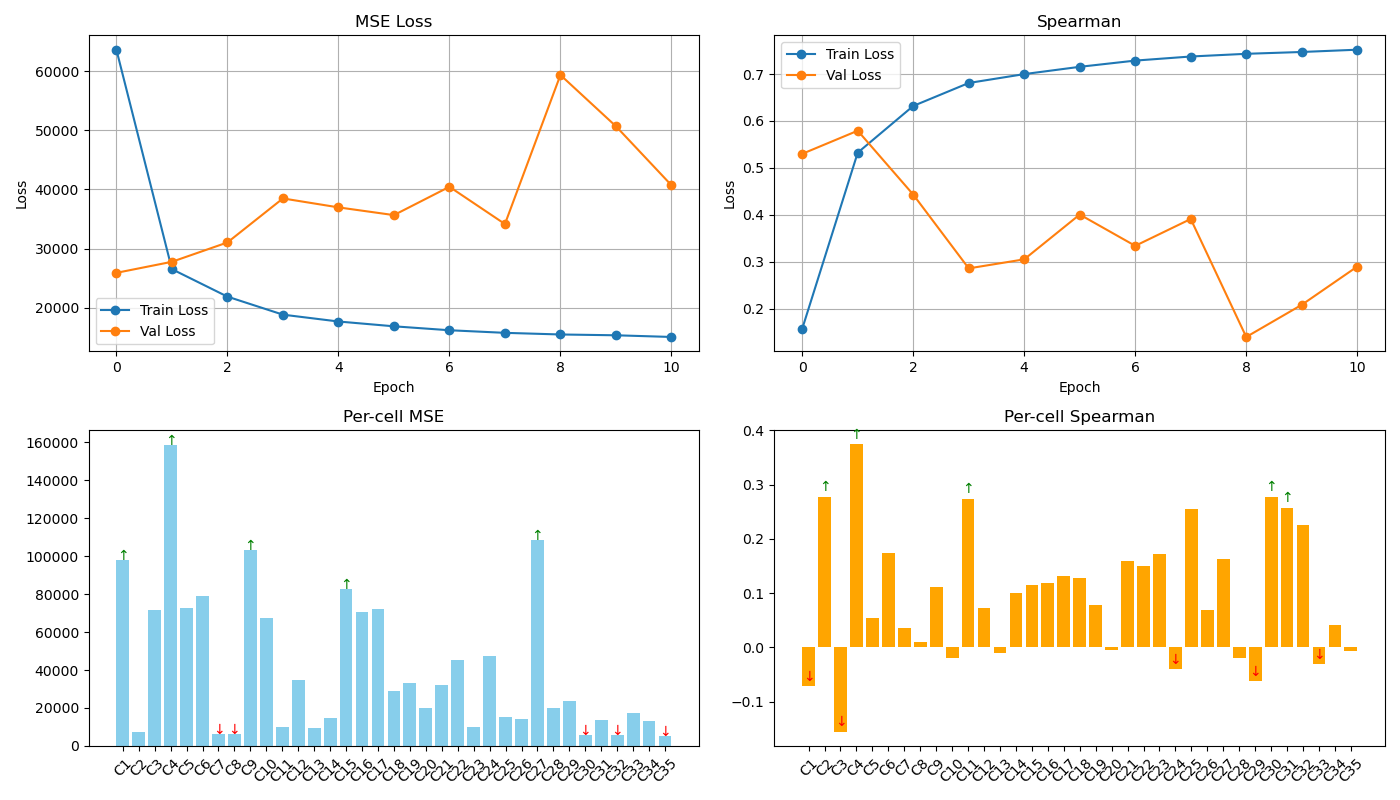 MSE Loss
60000
50000
40000
30000
20000
Loss
Train Loss
Val Loss
0 2 4 6 8 10
Epoch
Spearman
Train Loss
Val Loss
0.7
0.6
0.5
0.4
0.3
0.2
Loss
0 2 4 6 8 10
Epoch
Per-cell MSE
160000
140000
120000
100000
80000
60000
40000
20000
0
↑ ↑ ↓ ↓ ↑ ↑ ↑ ↓ ↓ ↓
C1 C2 C3 C4 C5 C6 C7 C8 C9 C10 C11 C12 C13 C14 C15 C16 C17 C18 C19 C20 C21 C22 C23 C24 C25 C26 C27 C28 C29 C30 C31 C32 C33 C34 C35
Per-cell Spearman
0.4
0.3
0.2
0.1
0.0
−0.1
↓ ↑ ↓ ↑ ↑ ↓ ↓ ↑ ↑ ↓
C1 C2 C3 C4 C5 C6 C7 C8 C9 C10 C11 C12 C13 C14 C15 C16 C17 C18 C19 C20 C21 C22 C23 C24 C25 C26 C27 C28 C29 C30 C31 C32 C33 C34 C35